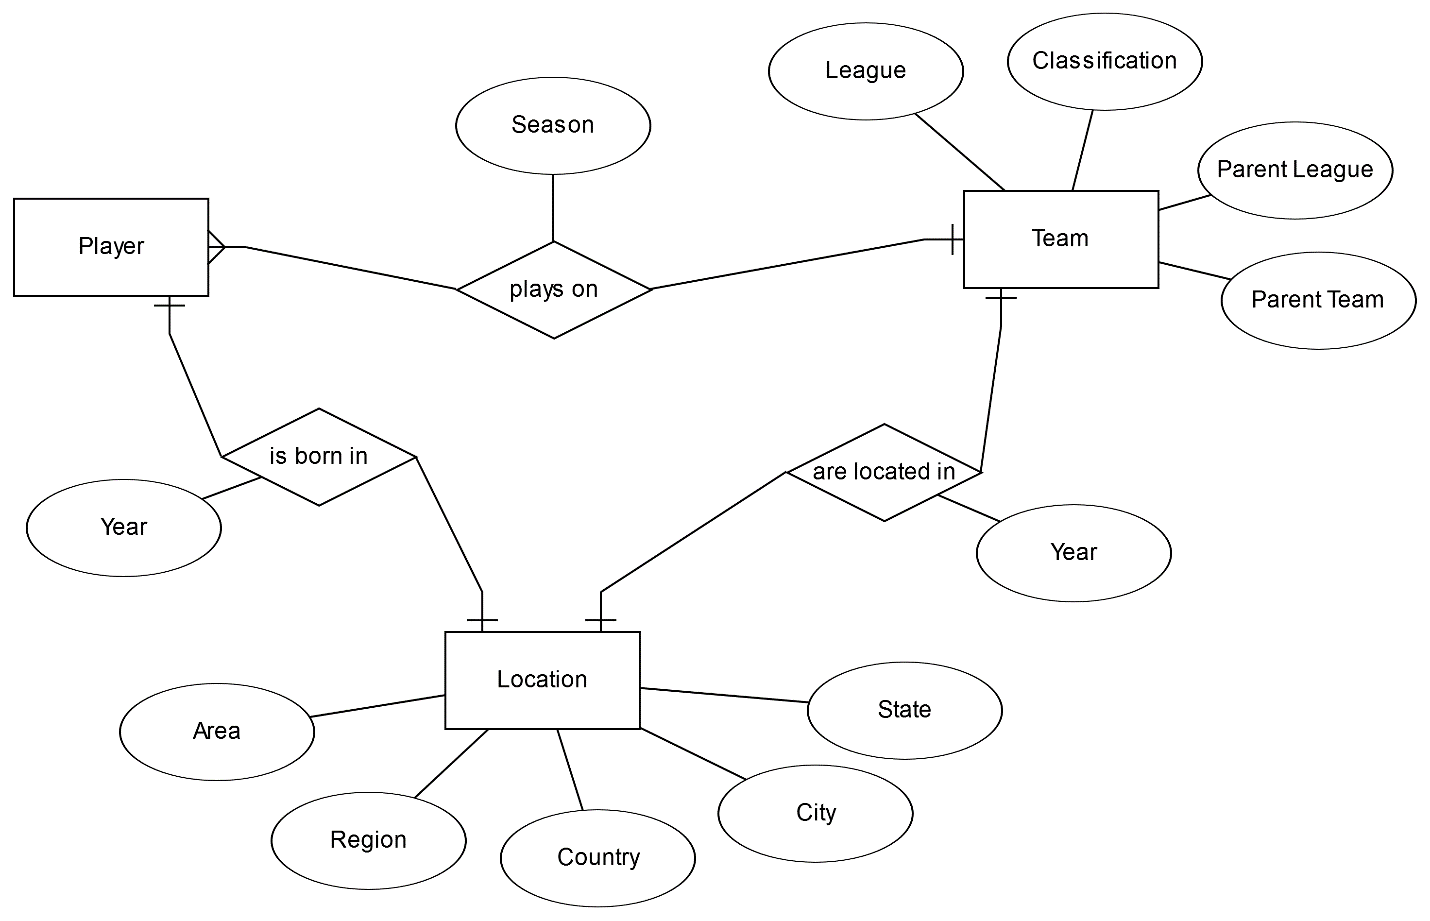 League
Classification
Season
Parent League
Player
Team
plays on
Parent Team
is born in
are located in
Year
Year
Location
State
Area
City
Region
Country